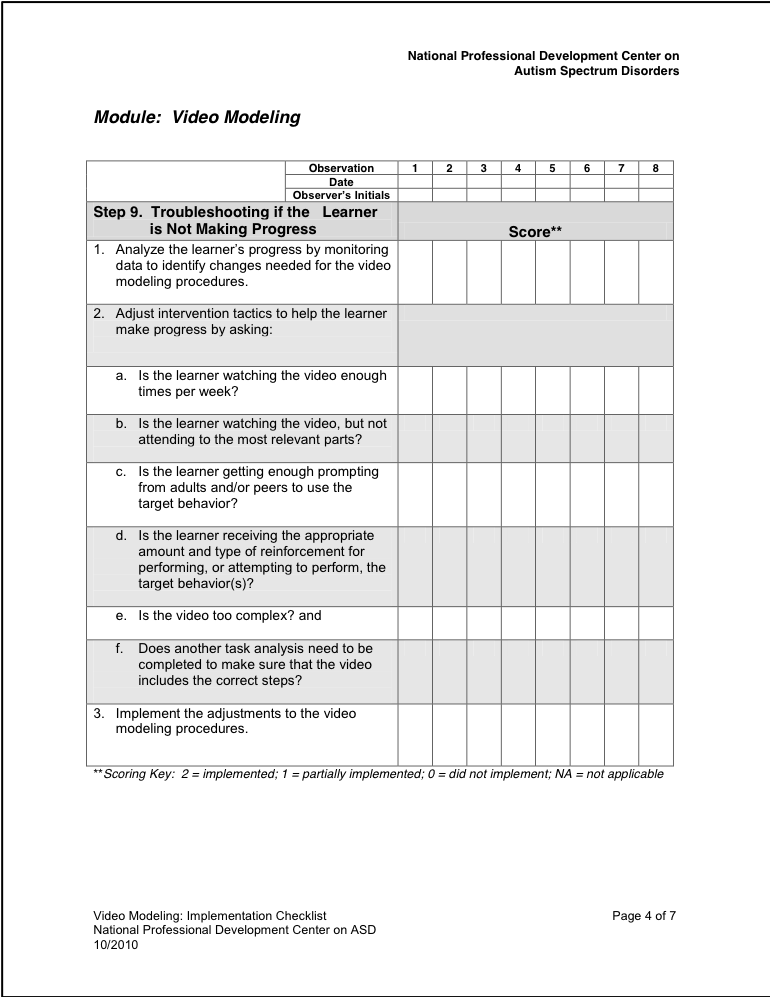 National Professional Development Center on
Autism Spectrum Disorders
Module:  Video Modeling
Observation 1 2 3 4 5 6 7 8
Date
Observer's Initials
Step 9.  Troubleshooting if the   Learner
is Not Making Progress
Score**
1. Analyze the learner's progress by monitoring
data to identify changes needed for the video
modeling procedures.
2. Adjust intervention tactics to help the learner
make progress by asking:
a. Is the learner watching the video enough
times per week?
b. Is the learner watching the video, but not
attending to the most relevant parts?
c. Is the learner getting enough prompting
from adults and/or peers to use the
target behavior?
d. Is the learner receiving the appropriate
amount and type of reinforcement for
performing, or attempting to perform, the
target behavior(s)?
e. Is the video too complex? and
f. Does another task analysis need to be
completed to make sure that the video
includes the correct steps?
3. Implement the adjustments to the video
modeling procedures.
**Scoring Key:  2 = implemented; 1 = partially implemented; 0 = did not implement; NA = not applicable
Video Modeling: Implementation Checklist Page 4 of 7
National Professional Development Center on ASD
10/2010